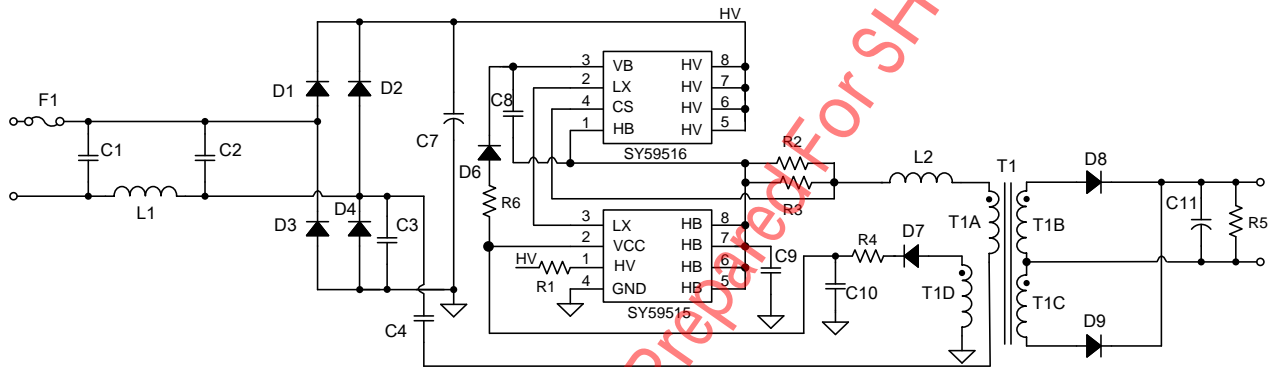 HV
F1
D1
D2
C1
C2
L1
D3
D4
C3
C4
C7
C8
D6
R6
3 VB HV 8
2 LX HV 7
4 CS HV 6
1 HB HV 5
SY59516
R2
R3
L2
3 LX HB 8
2 VCC HB 7
1 HV HB 6
4 GND HB 5
SY59515
HV
R1
C9
C10
R4
D7
T1D
T1
T1A
T1B
T1C
D8
D9
C11
R5
Prepared For SH